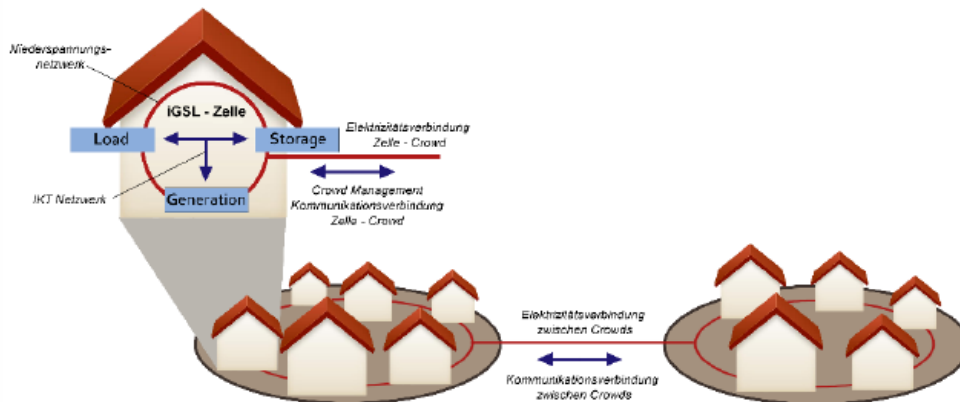 Niederspannungs-
netzwerk
iGSL - Zelle
Load
Storage
Elektrizitätsverbindung
Zelle - Crowd
IKT Netzwerk
Generation
Crowd Management
Kommunikationsverbindung
Zelle - Crowd
Elektrizitätsverbindung
zwischen Crowds
Kommunikationsverbindung
zwischen Crowds